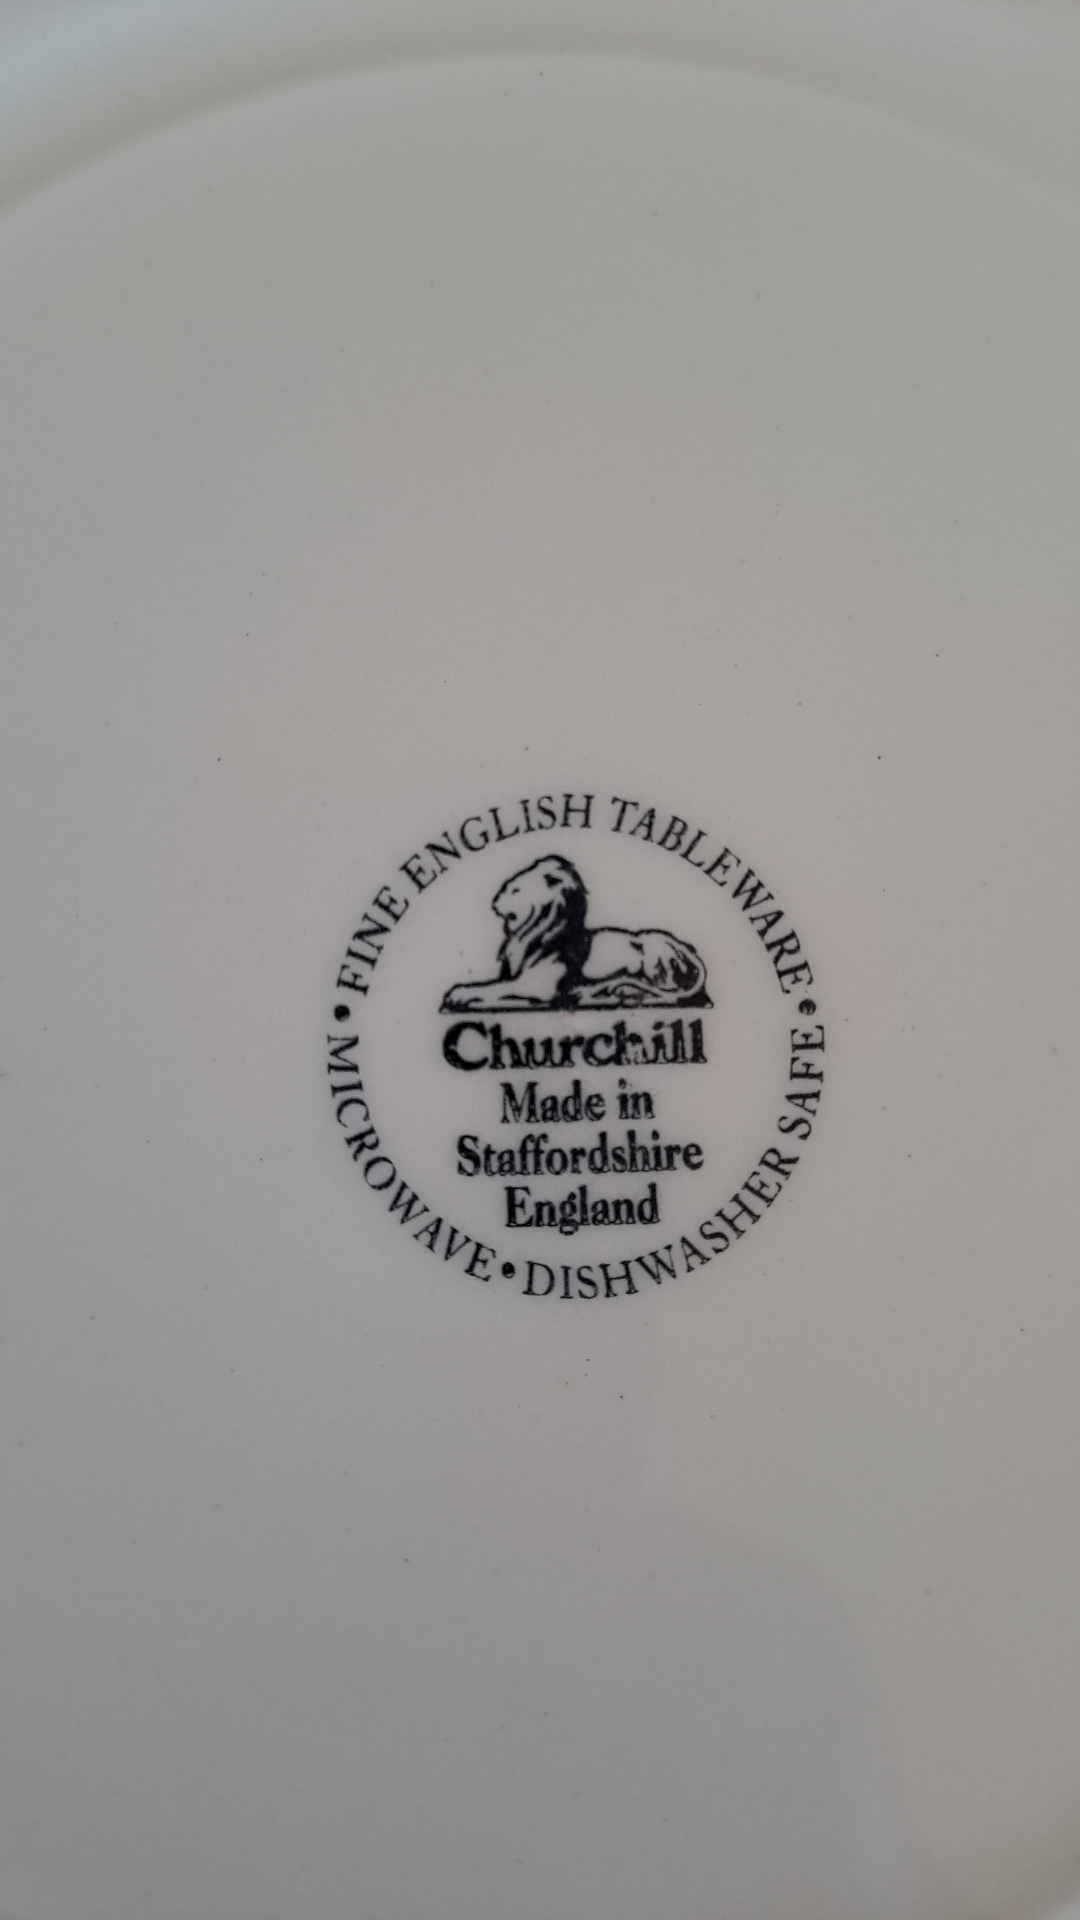 • FINE ENGLISH TABLEWARE •
Churchill
Made in
Staffordshire
England
MICROWAVE • DISHWASHER SAFE